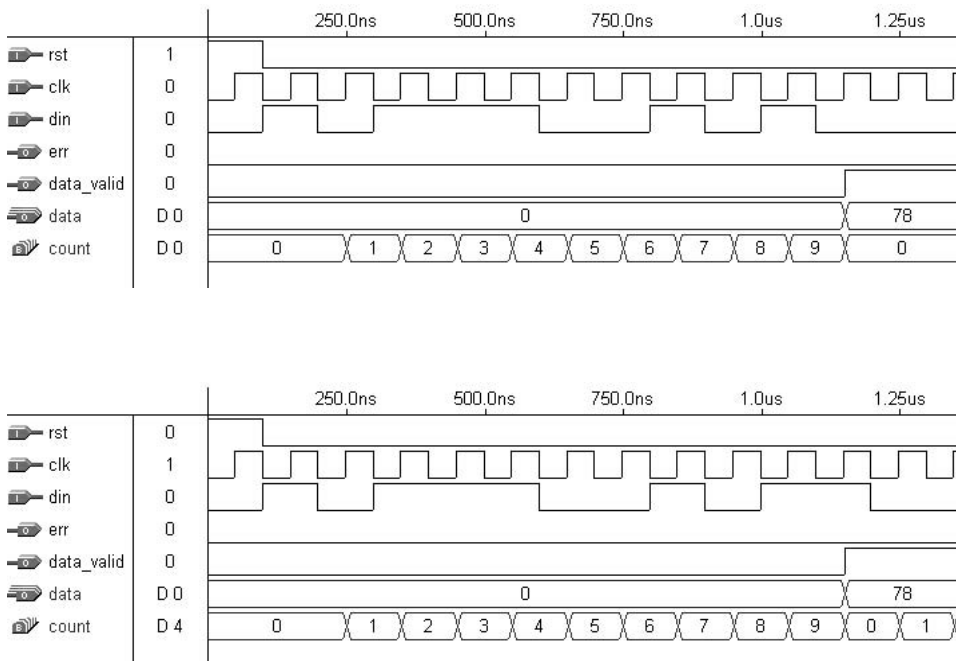 250.0ns 500.0ns 750.0ns 1.0us 1.25us
rst 1
clk 0
din 0
err 0
data_valid 0
data D 0 0 78
count D 0 0 1 2 3 4 5 6 7 8 9 0
250.0ns 500.0ns 750.0ns 1.0us 1.25us
rst 0
clk 1
din 0
err 0
data_valid 0
data D 0 0 78
count D 4 0 1 2 3 4 5 6 7 8 9 0 1